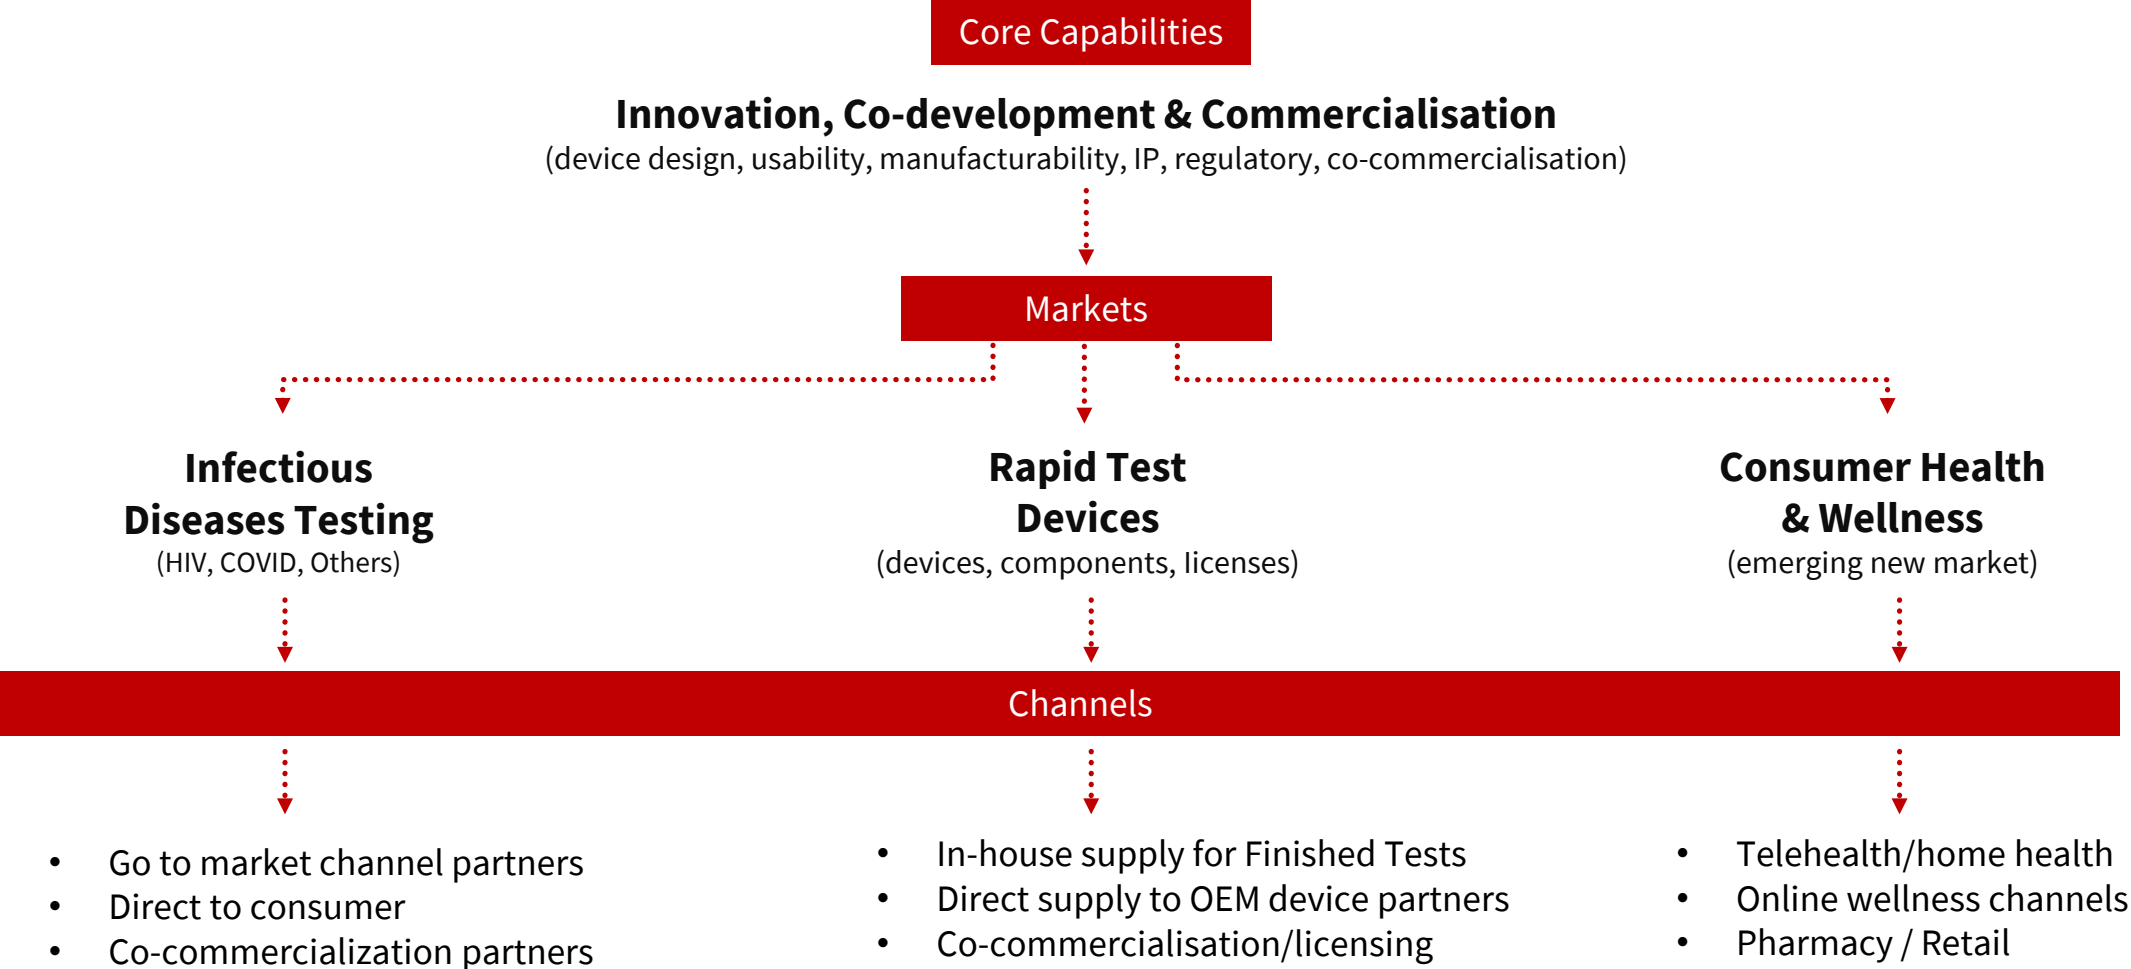 Core Capabilities
Innovation, Co-development & Commercialisation
(device design, usability, manufacturability, IP, regulatory, co-commercialisation)
Markets
Infectious
Diseases Testing
(HIV, COVID, Others)
Rapid Test
Devices
(devices, components, licenses)
Consumer Health
& Wellness
(emerging new market)
Channels
• Go to market channel partners
• Direct to consumer
• Co-commercialization partners
• In-house supply for Finished Tests
• Direct supply to OEM device partners
• Co-commercialisation/licensing
• Telehealth/home health
• Online wellness channels
• Pharmacy / Retail